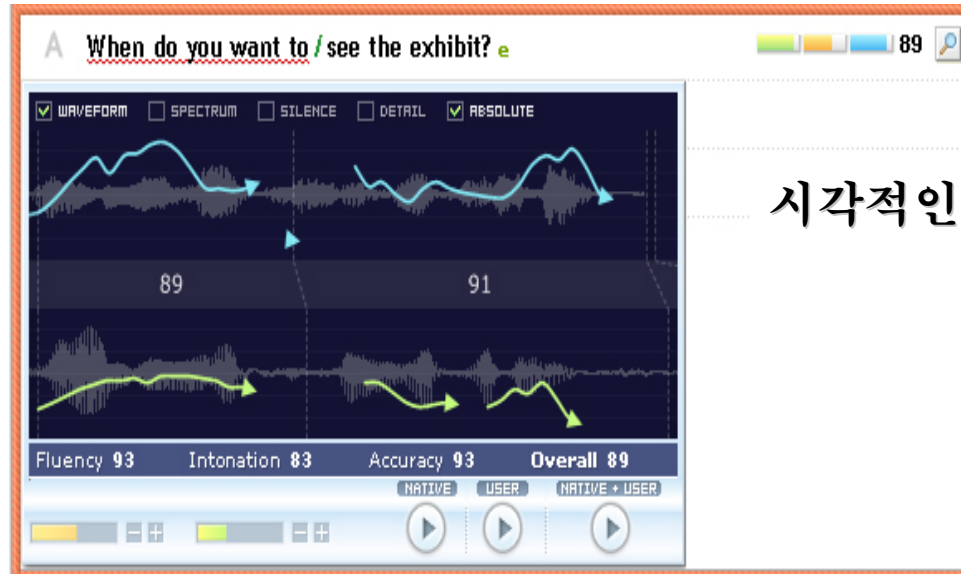 A When do you want to / see the exhibit? e 89
WAVEFORM SPECTRUM SILENCE DETAIL ABSOLUTE
시각적인
89 91
Fluency 93 Intonation 83 Accuracy 93 Overall 89
NATIVE USER NATIVE + USER